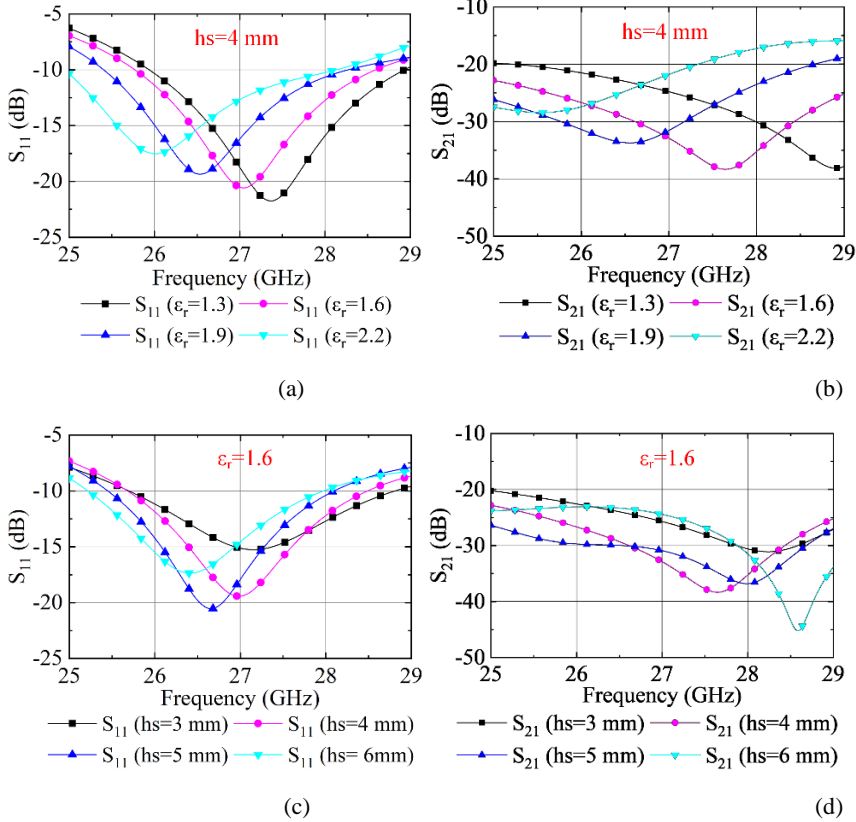 hs=4 mm
-5
-10
-15
-20
-25
S₁₁ (dB)
25 26 27 28 29
Frequency (GHz)
S₁₁ (εᵣ=1.3) S₁₁ (εᵣ=1.6)
S₁₁ (εᵣ=1.9) S₁₁ (εᵣ=2.2)
(a)
hs=4 mm
-10
-20
-30
-40
-50
S₂₁ (dB)
25 26 27 28 29
Frequency (GHz)
S₂₁ (εᵣ=1.3) S₂₁ (εᵣ=1.6)
S₂₁ (εᵣ=1.9) S₂₁ (εᵣ=2.2)
(b)
εᵣ=1.6
-5
-10
-15
-20
-25
S₁₁ (dB)
25 26 27 28 29
Frequency (GHz)
S₁₁ (hs=3 mm) S₁₁ (hs=4 mm)
S₁₁ (hs=5 mm) S₁₁ (hs= 6mm)
(c)
εᵣ=1.6
-10
-20
-30
-40
-50
S₂₁ (dB)
25 26 27 28 29
Frequency (GHz)
S₂₁ (hs=3 mm) S₂₁ (hs=4 mm)
S₂₁ (hs=5 mm) S₂₁ (hs=6 mm)
(d)